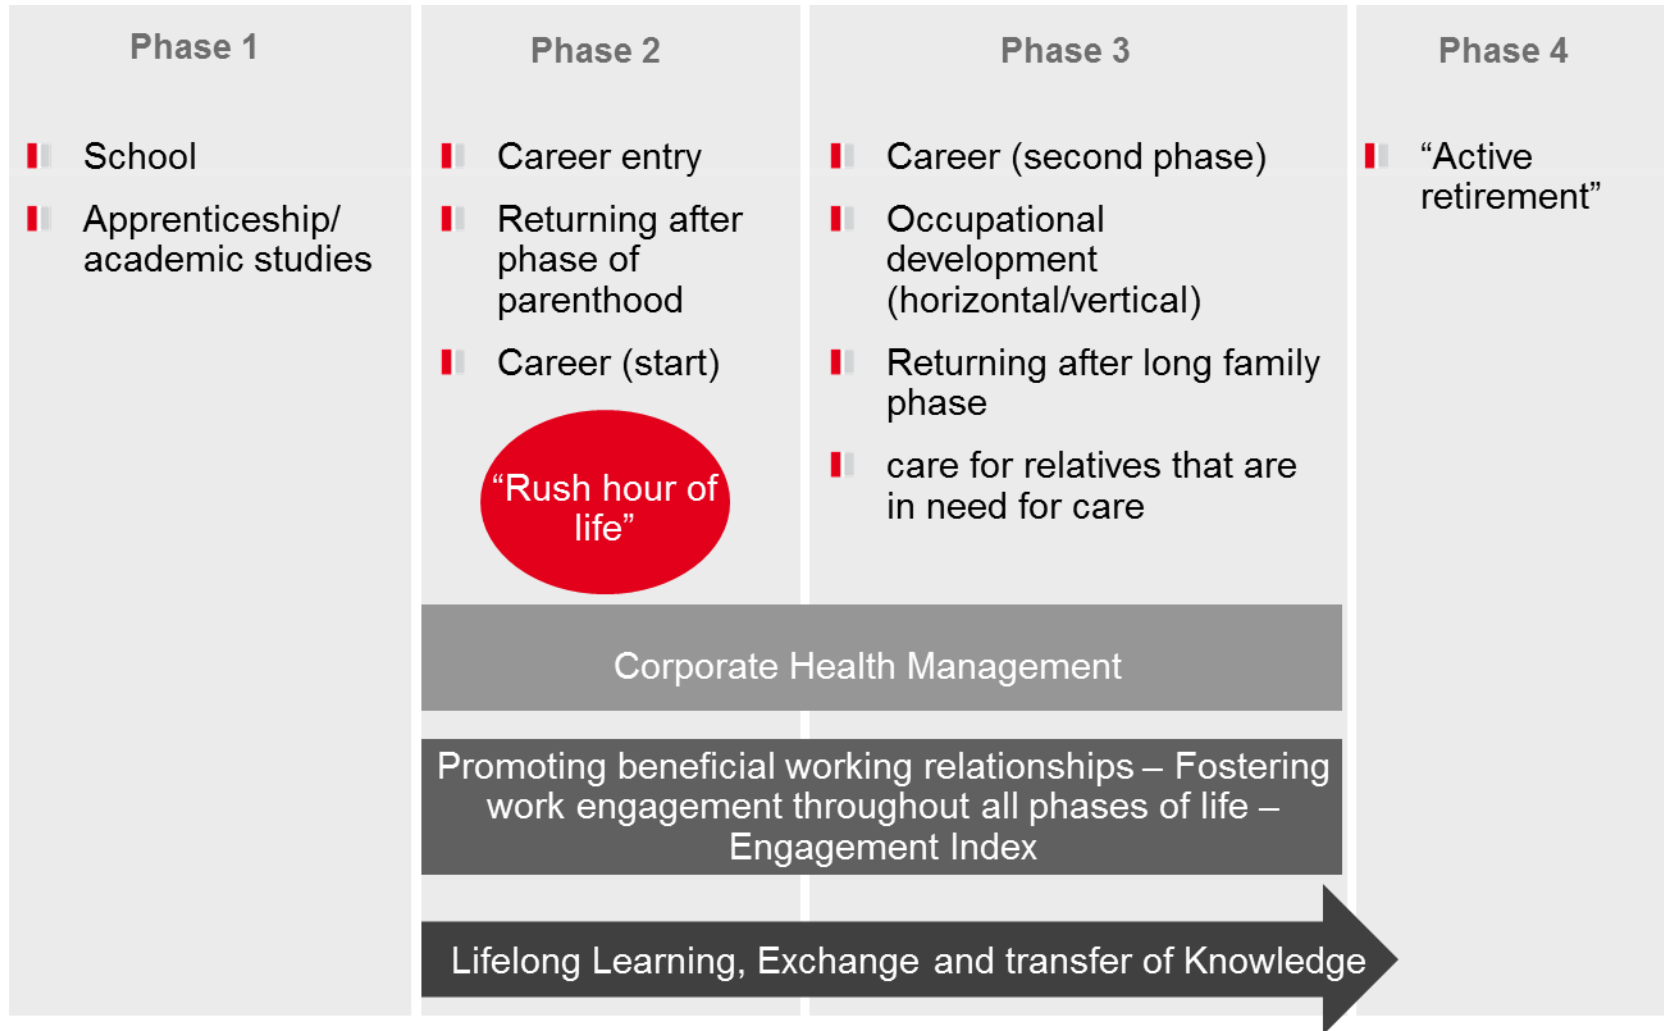 Phase 1
School
Apprenticeship/
academic studies
Phase 2
Career entry
Returning after
phase of
parenthood
Career (start)
“Rush hour of
life”
Phase 3
Career (second phase)
Occupational
development
(horizontal/vertical)
Returning after long family
phase
care for relatives that are
in need for care
Phase 4
“Active
retirement”
Corporate Health Management
Promoting beneficial working relationships – Fostering
work engagement throughout all phases of life –
Engagement Index
Lifelong Learning, Exchange and transfer of Knowledge